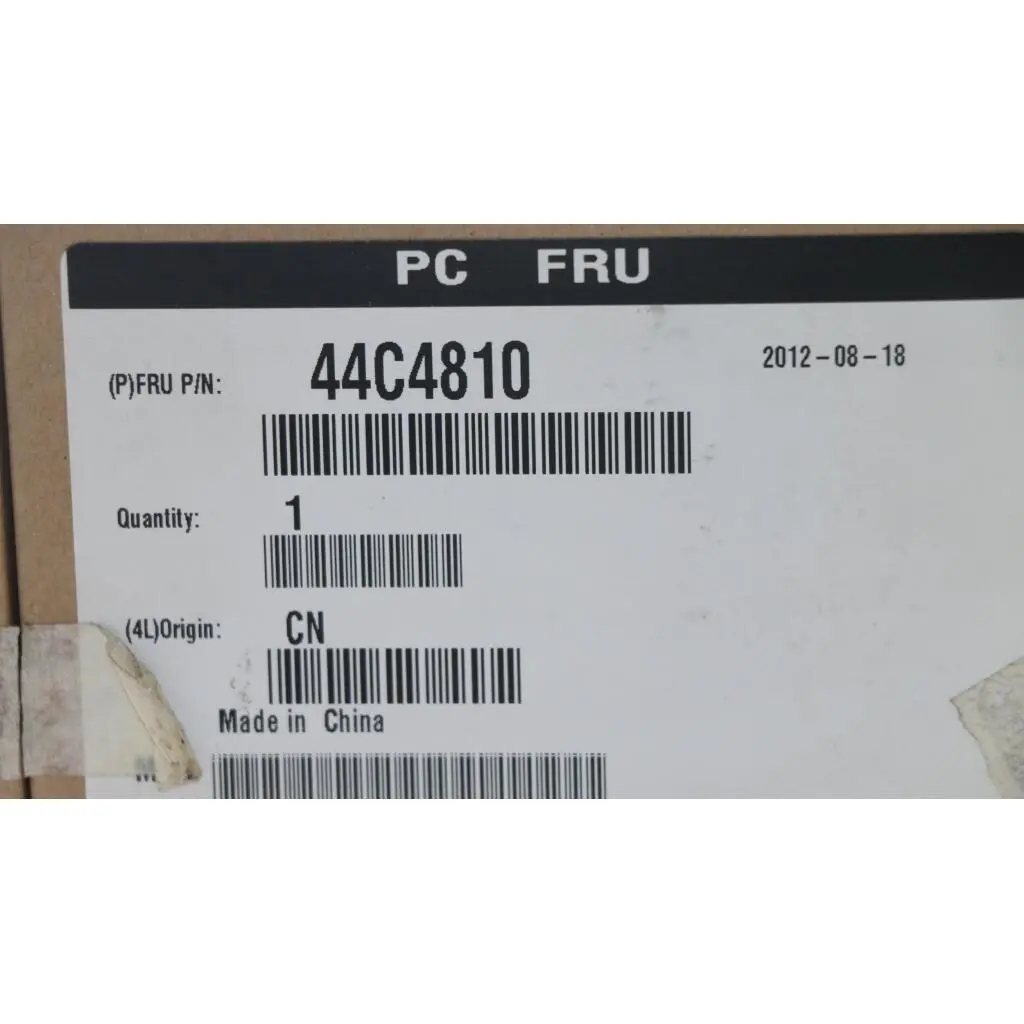 PC FRU
(P)FRU P/N: 44C4810 2012-08-18
Quantity: 1
(4L)Origin: CN
Made in China